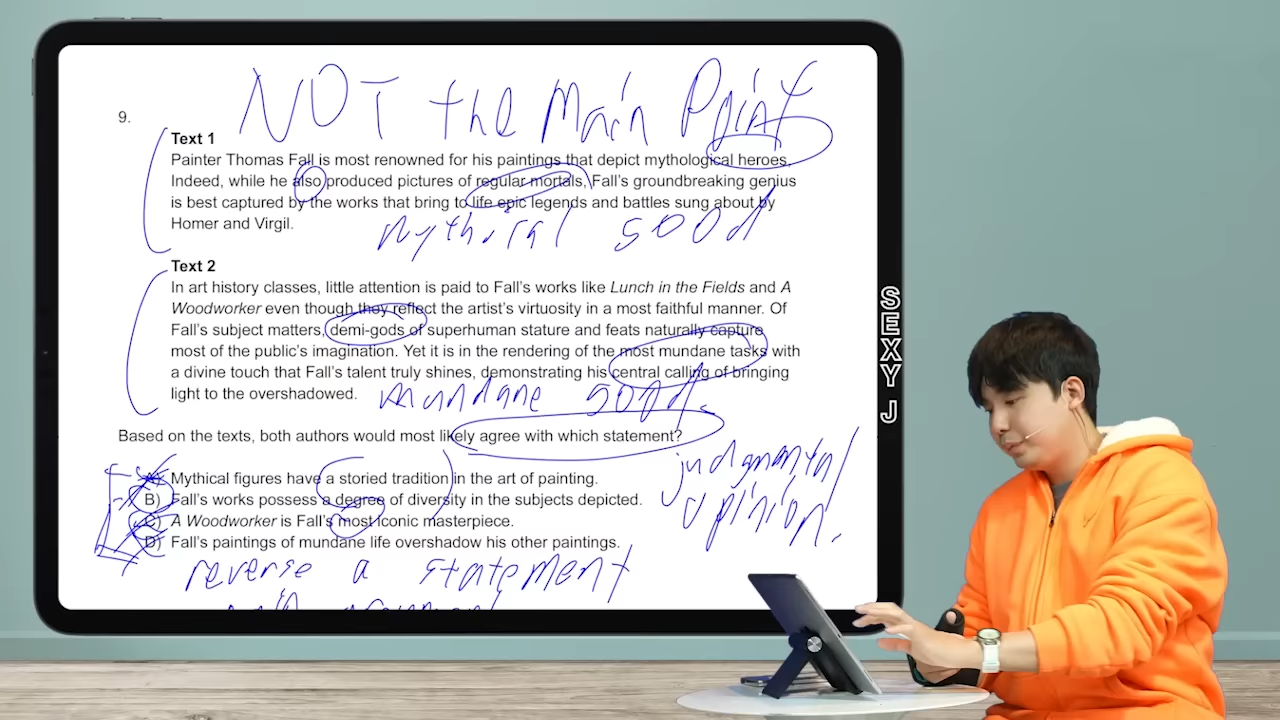 NOT the Main Point
9.
Text 1
Painter Thomas Fall is most renowned for his paintings that depict mythological heroes.
Indeed, while he also produced pictures of regular mortals, Fall's groundbreaking genius
is best captured by the works that bring to life epic legends and battles sung about by
Homer and Virgil.
mythical good
Text 2
In art history classes, little attention is paid to Fall's works like Lunch in the Fields and A
Woodworker even though they reflect the artist's virtuosity in a most faithful manner. Of
Fall's subject matters, demi-gods of superhuman stature and feats naturally capture
most of the public's imagination. Yet it is in the rendering of the most mundane tasks with
a divine touch that Fall's talent truly shines, demonstrating his central calling of bringing
light to the overshadowed.
mundane good.
Based on the texts, both authors would most likely agree with which statement?
judgmental
opinion.
Mythical figures have a storied tradition in the art of painting.
B) Fall's works possess a degree of diversity in the subjects depicted.
C) A Woodworker is Fall's most iconic masterpiece.
D) Fall's paintings of mundane life overshadow his other paintings.
reverse a statement
SEXY J